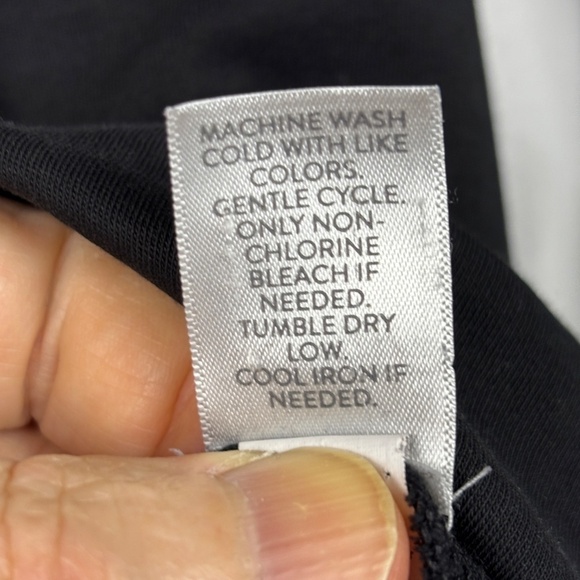 MACHINE WASH
COLD WITH LIKE
COLORS.
GENTLE CYCLE.
ONLY NON-
CHLORINE
BLEACH IF
NEEDED.
TUMBLE DRY
LOW.
COOL IRON IF
NEEDED.